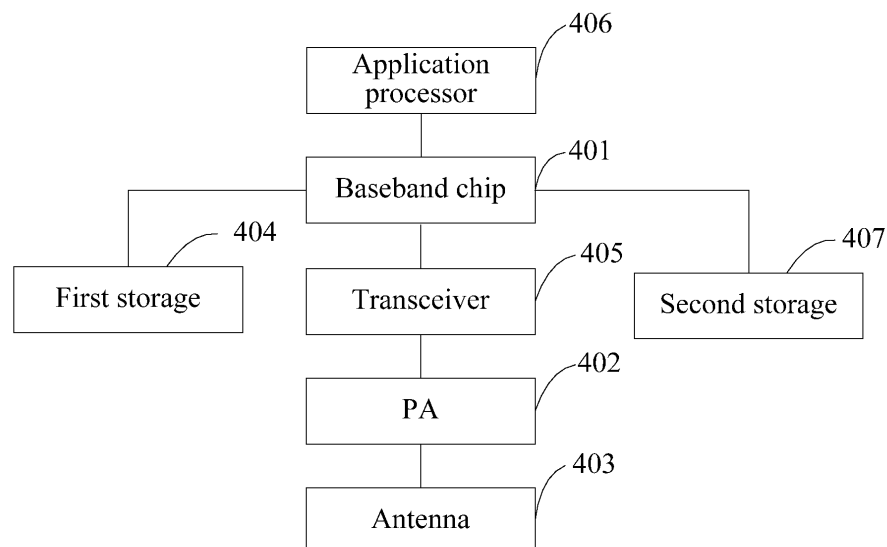 406
Application
processor
401
Baseband chip
404
405
407
First storage
Transceiver
Second storage
402
PA
403
Antenna